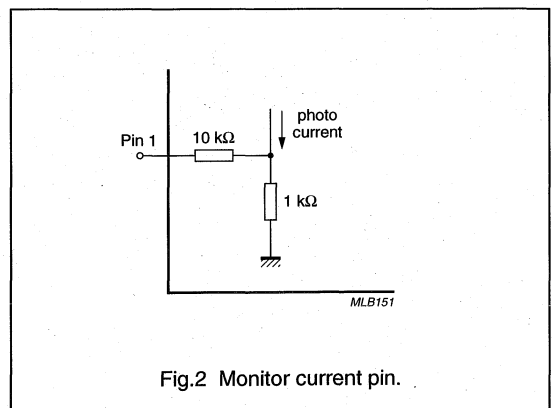 photo
current
Pin 1
10 kΩ
1 kΩ
MLB151
Fig.2 Monitor current pin.